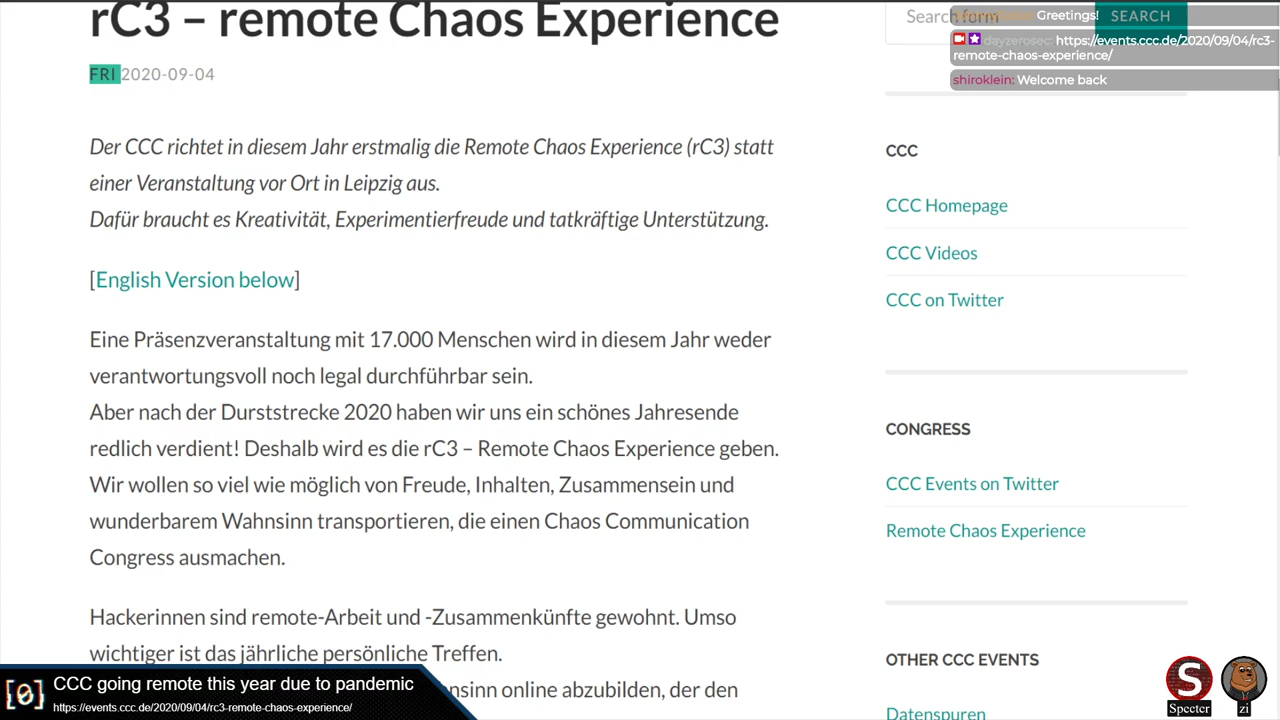 rC3 – remote Chaos Experience
FRI 2020-09-04
Der CCC richtet in diesem Jahr erstmalig die Remote Chaos Experience (rC3) statt
einer Veranstaltung vor Ort in Leipzig aus.
Dafür braucht es Kreativität, Experimentierfreude und tatkräftige Unterstützung.
[English Version below]
Eine Präsenzveranstaltung mit 17.000 Menschen wird in diesem Jahr weder
verantwortungsvoll noch legal durchführbar sein.
Aber nach der Durststrecke 2020 haben wir uns ein schönes Jahresende
redlich verdient! Deshalb wird es die rC3 – Remote Chaos Experience geben.
Wir wollen so viel wie möglich von Freude, Inhalten, Zusammensein und
wunderbarem Wahnsinn transportieren, die einen Chaos Communication
Congress ausmachen.
Hackerinnen sind remote-Arbeit und -Zusammenkünfte gewohnt. Umso
wichtiger ist das jährliche persönliche Treffen.
online abzubilden, der den
Search form
SEARCH
Greetings!
dayzerosec: https://events.ccc.de/2020/09/04/rc3-
remote-chaos-experience/
shiroklein: Welcome back
CCC
CCC Homepage
CCC Videos
CCC on Twitter
CONGRESS
CCC Events on Twitter
Remote Chaos Experience
OTHER CCC EVENTS
Datenspuren
[0]
CCC going remote this year due to pandemic
https://events.ccc.de/2020/09/04/rc3-remote-chaos-experience/
S
Specter
zi